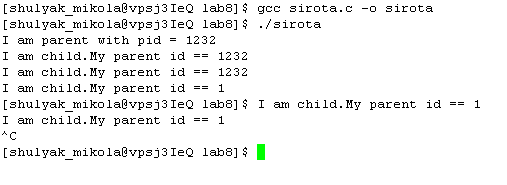 [shulyak_mikola@vpsj3IeQ lab8]$ gcc sirota.c -o sirota
[shulyak_mikola@vpsj3IeQ lab8]$ ./sirota
I am parent with pid = 1232
I am child.My parent id == 1232
I am child.My parent id == 1232
I am child.My parent id == 1
[shulyak_mikola@vpsj3IeQ lab8]$ I am child.My parent id == 1
I am child.My parent id == 1
^C
[shulyak_mikola@vpsj3IeQ lab8]$